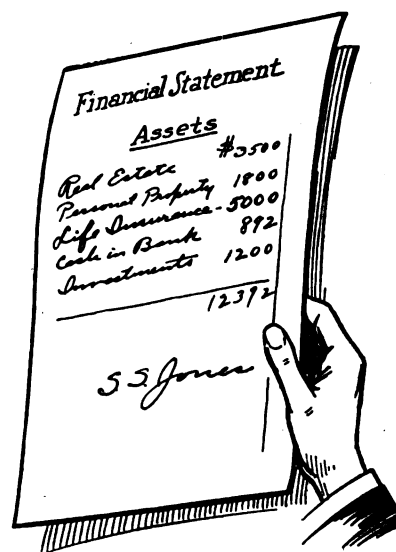 Financial Statement
Assets
Real Estate $3500
Personal Property 1800
Life Insurance - 5000
Cash in Bank 892
Investments 1200
12392
S.S. Jones